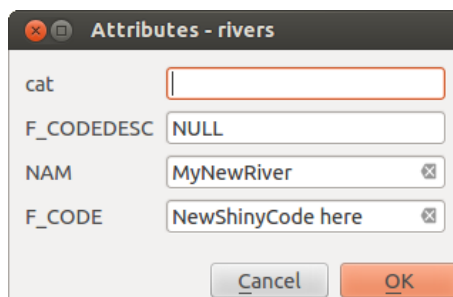 Attributes - rivers
cat
F_CODEDESC NULL
NAM MyNewRiver
F_CODE NewShinyCode here
Cancel OK